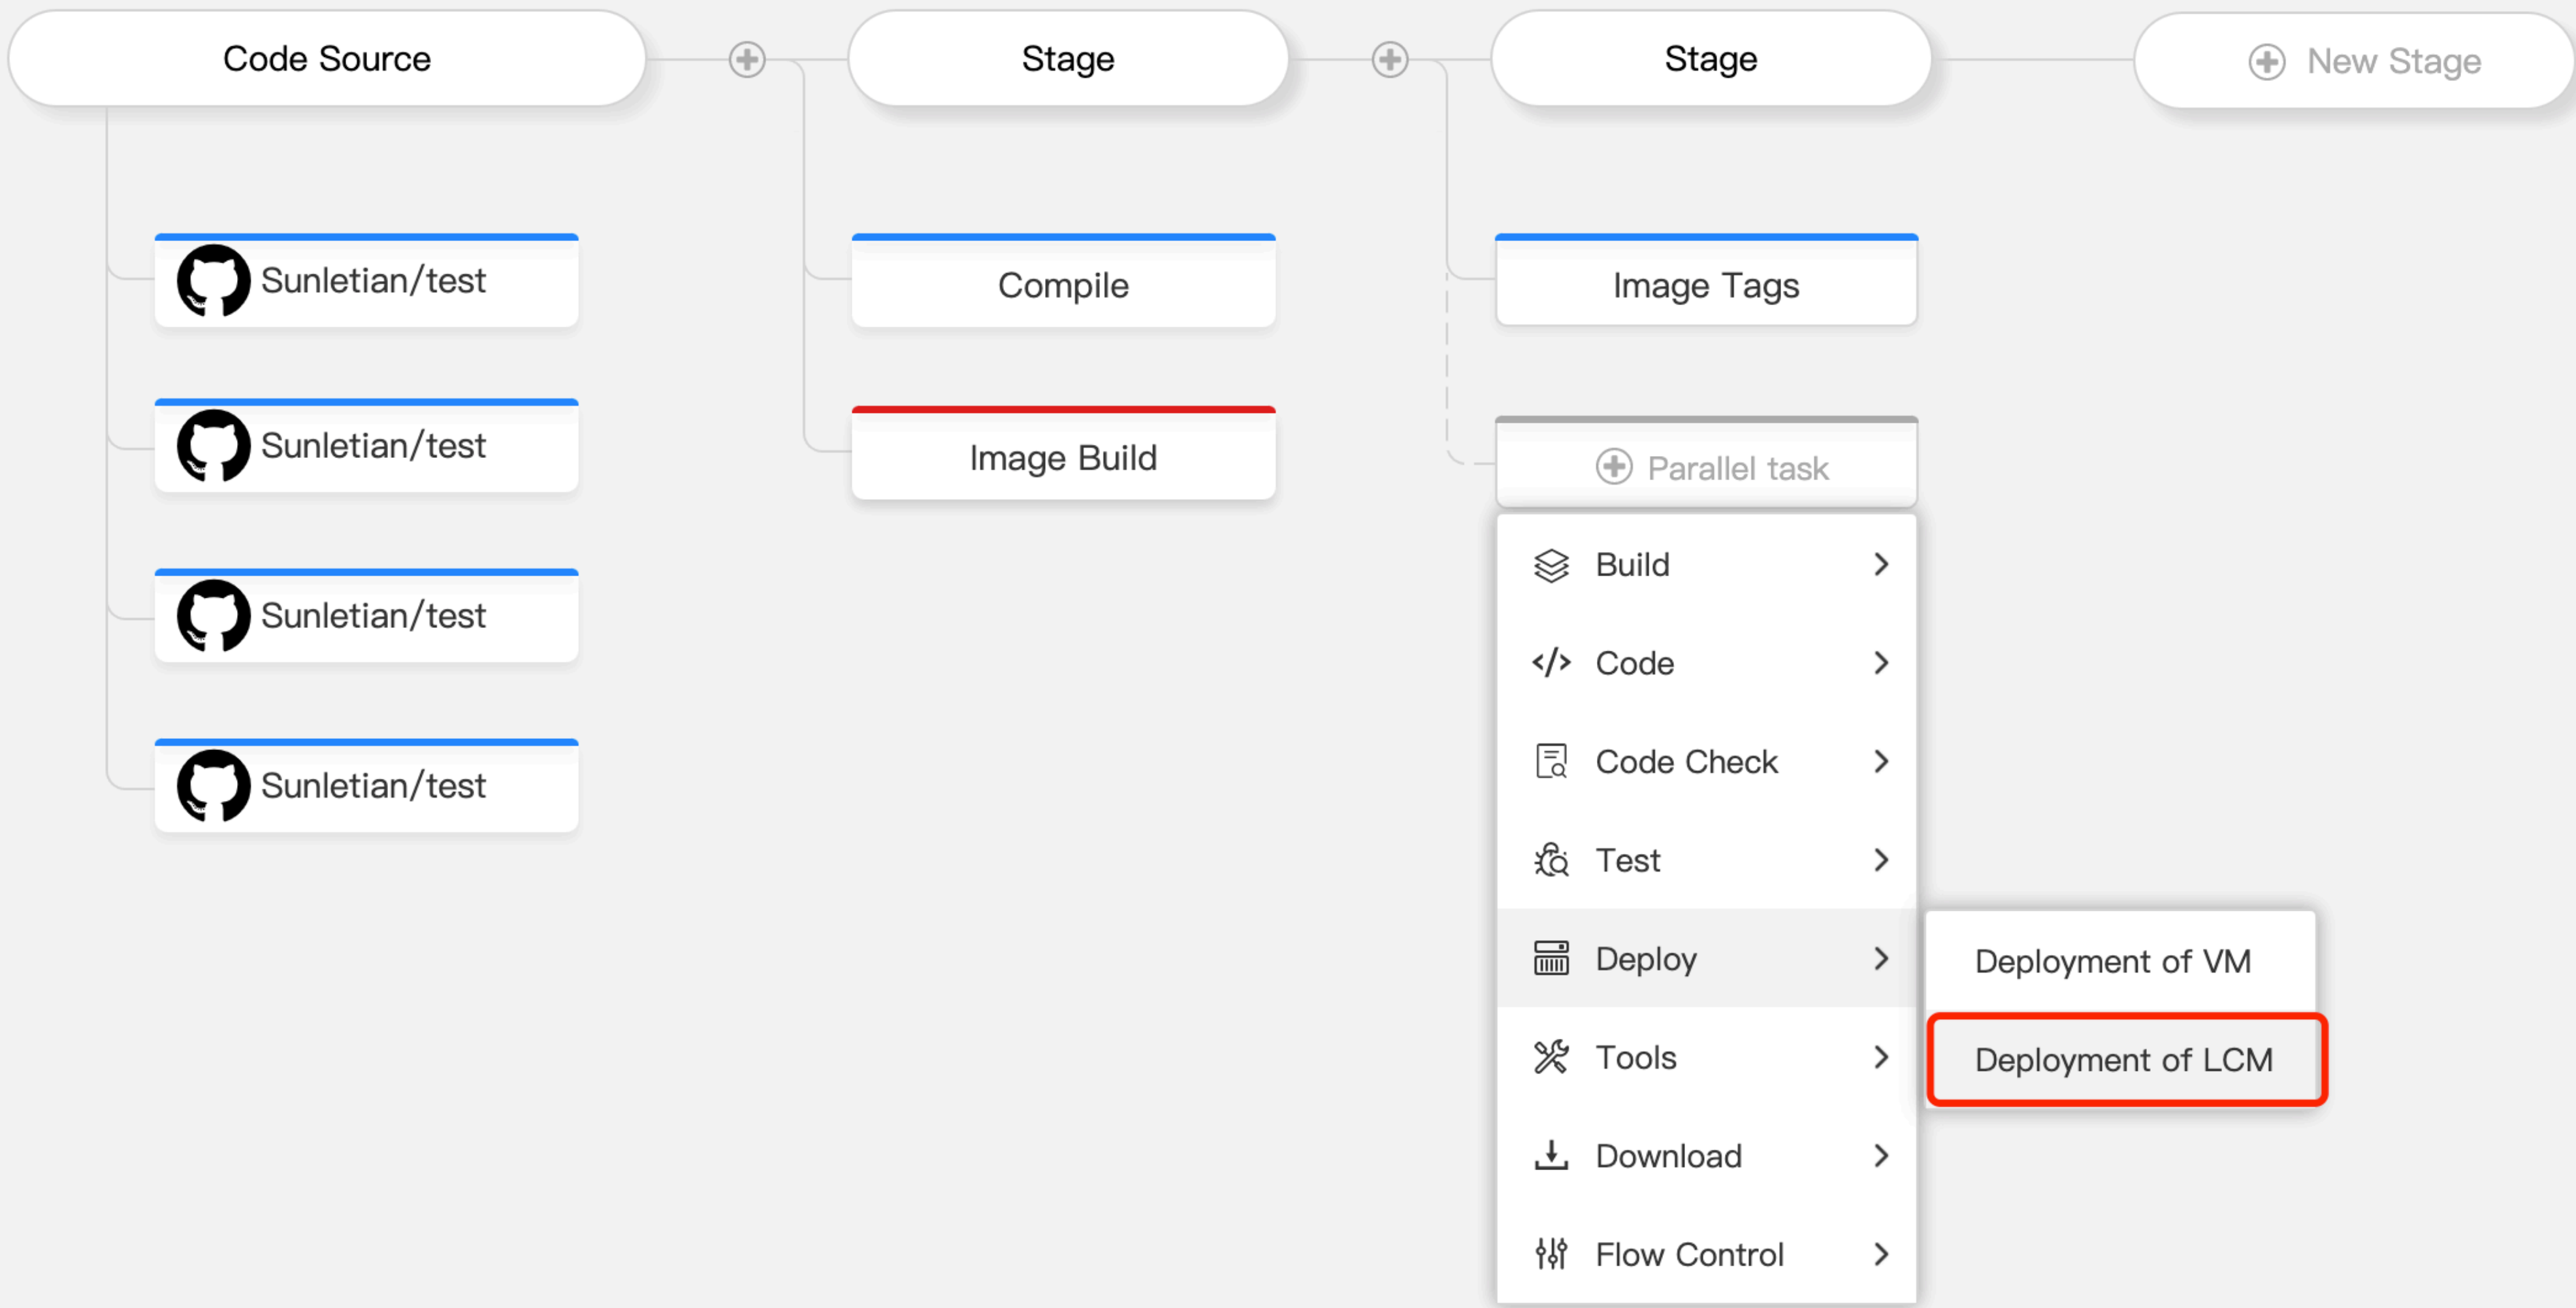 Code Source
Stage
Stage
New Stage
Sunletian/test
Sunletian/test
Sunletian/test
Sunletian/test
Compile
Image Build
Image Tags
Parallel task
Build
Code
Code Check
Test
Deploy
Tools
Download
Flow Control
Deployment of VM
Deployment of LCM